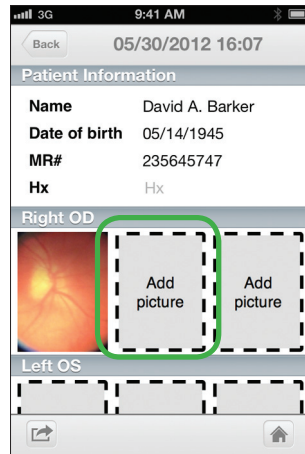 3G 9:41 AM
Back 05/30/2012 16:07
Patient Information
Name David A. Barker
Date of birth 05/14/1945
MR# 235645747
Hx Hx
Right OD
Add picture Add picture
Left OS